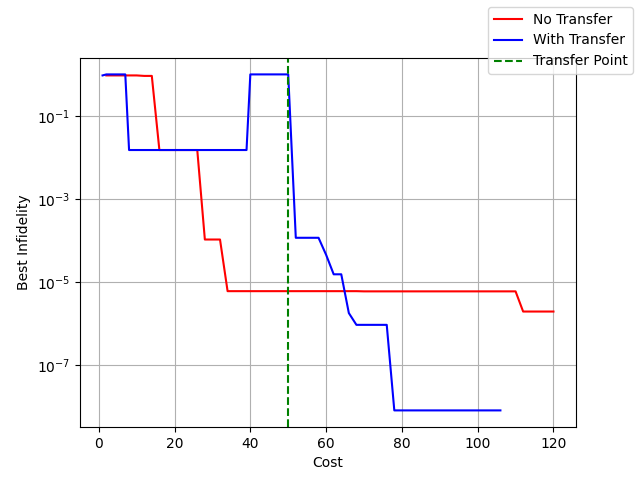 No Transfer
With Transfer
Transfer Point
10⁻¹
10⁻³
10⁻⁵
10⁻⁷
Best Infidelity
0 20 40 60 80 100 120
Cost